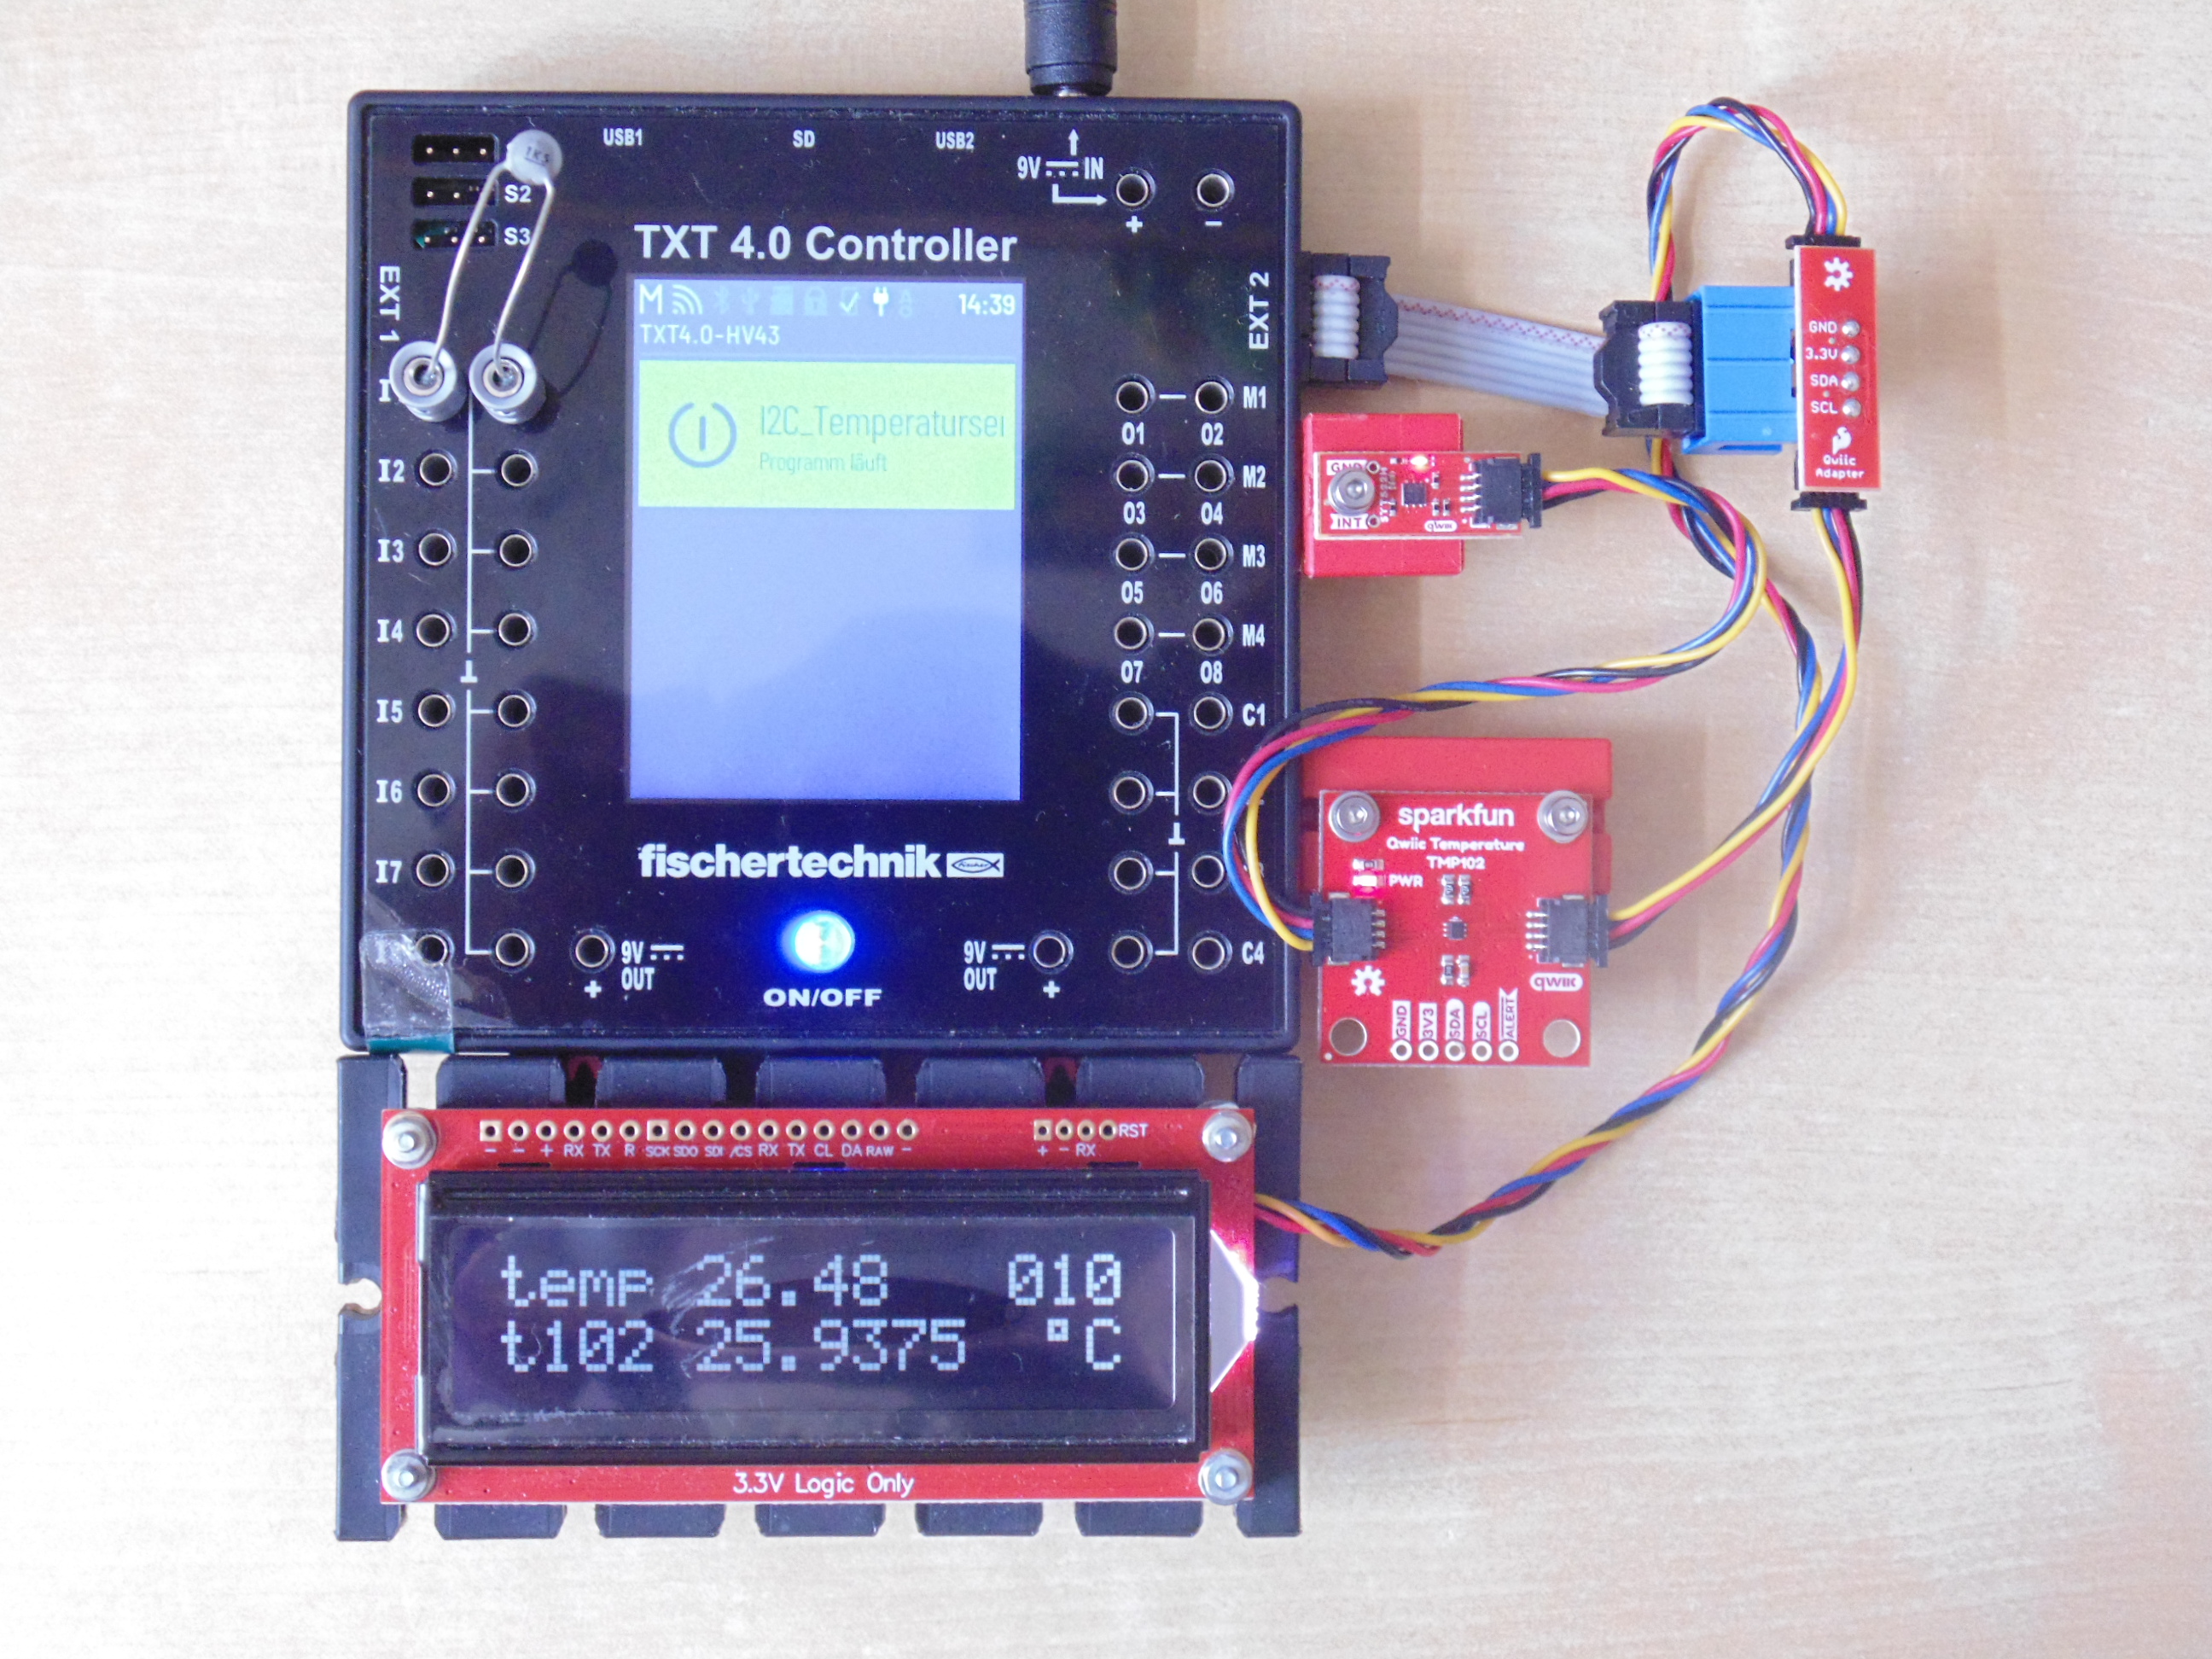 USB1
SD
USB2
9V IN
+ -
1K5
S2
S3
EXT 1
TXT 4.0 Controller
EXT 2
M 14:39
TXT4.0-HV43
I2C_Temperatursei
Programm läuft
I2
I3
I4
I5
I6
I7
M1
O1 O2
M2
O3 O4
M3
O5 O6
M4
O7 O8
C1
C4
fischertechnik
fischer
9V
OUT
+
9V
OUT
+
ON/OFF
GND
3.3V
SDA
SCL
Qwiic
Adapter
GND
INT
qwiic
sparkfun
Qwiic Temperature
TMP102
PWR
qwiic
GND 3V3 SDA SCL ALERT
- - + RX TX R SCK SDO SDI /CS RX TX CL DA RAW -
+ - RX RST
temp 26.48 010
t102 25.9375 °C
3.3V Logic Only